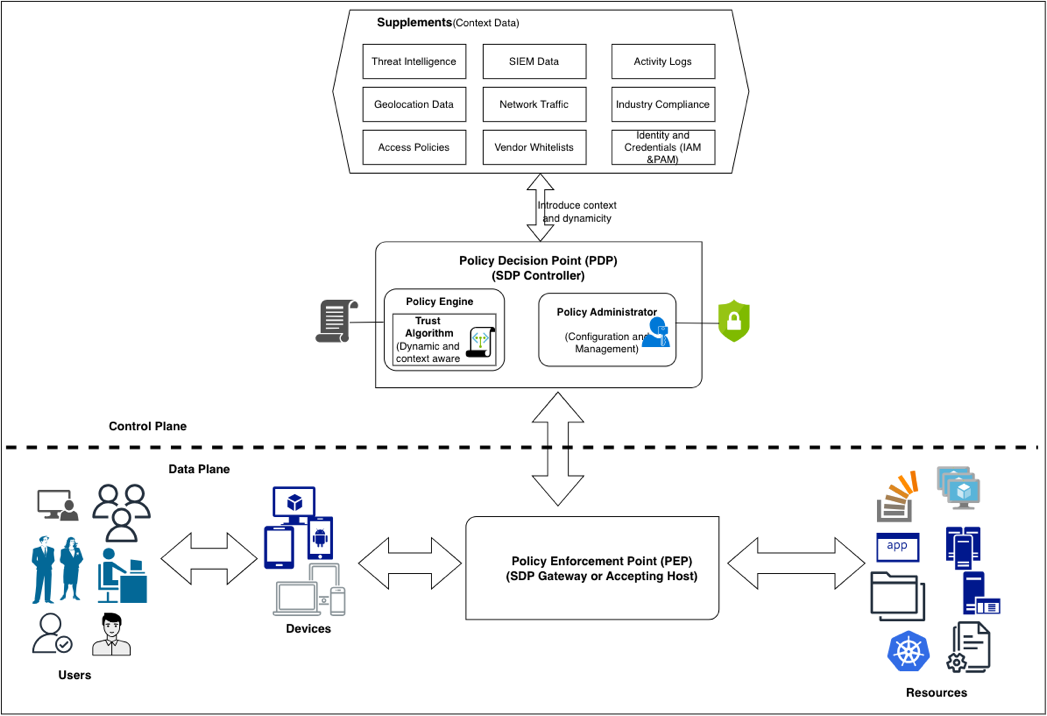 Supplements(Context Data)
Threat Intelligence
SIEM Data
Activity Logs
Geolocation Data
Network Traffic
Industry Compliance
Access Policies
Vendor Whitelists
Identity and
Credentials (IAM
&PAM)
Introduce context
and dynamicity
Policy Decision Point (PDP)
(SDP Controller)
Policy Engine
Trust
Algorithm
(Dynamic and
context aware
Policy Administrator
(Configuration and
Management)
Control Plane
Data Plane
app
Policy Enforcement Point (PEP)
(SDP Gateway or Accepting Host)
Devices
Users
Resources